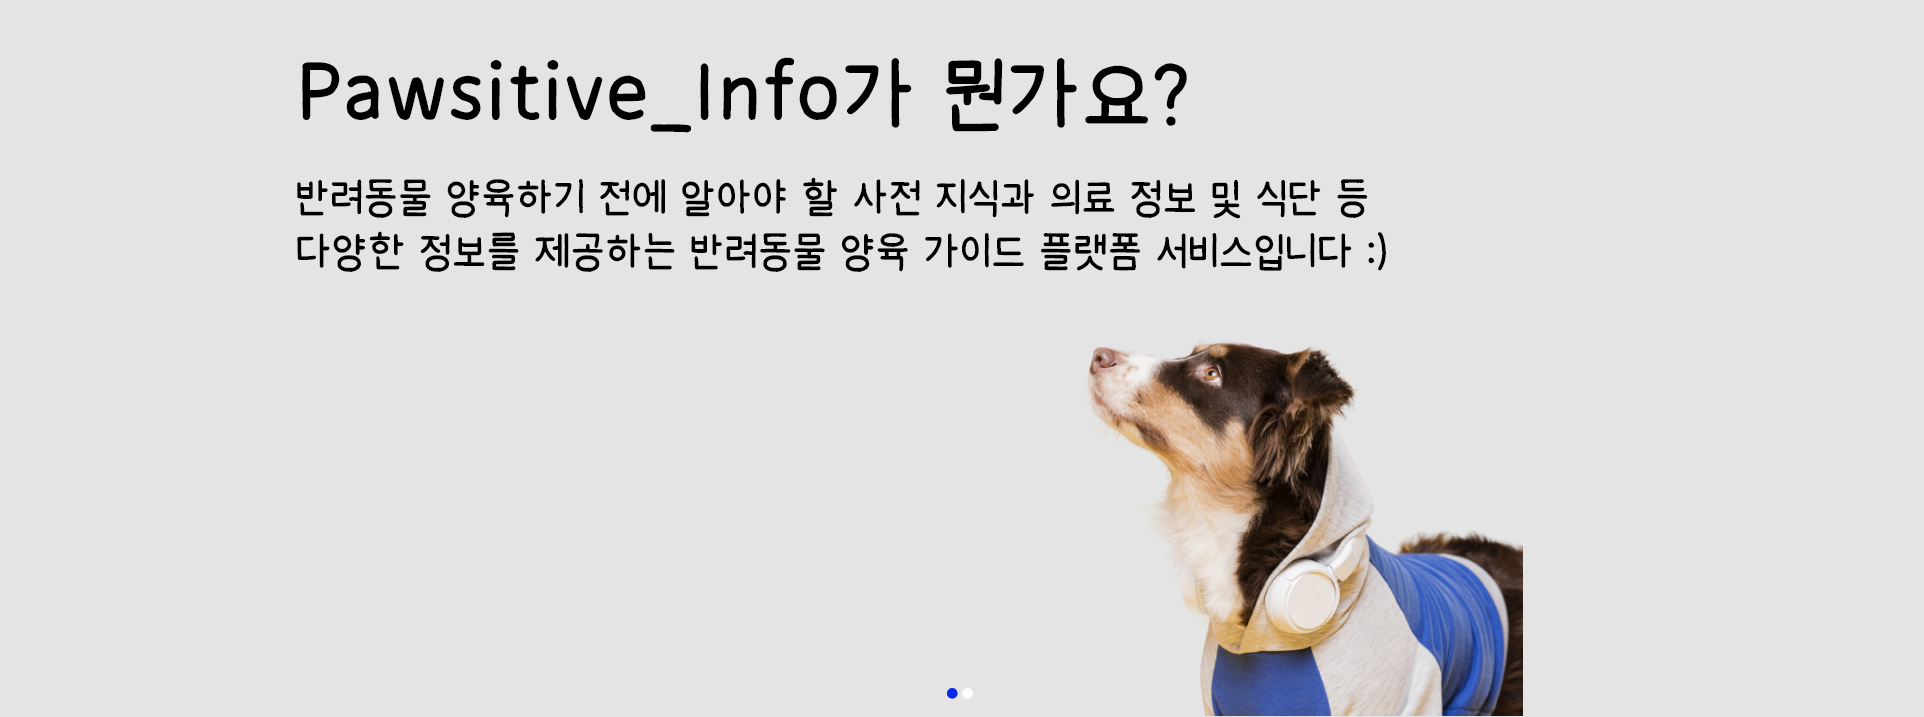 Pawsitive_Info가 뭔가요?
반려동물 양육하기 전에 알아야 할 사전 지식과 의료 정보 및 식단 등
다양한 정보를 제공하는 반려동물 양육 가이드 플랫폼 서비스입니다 :)